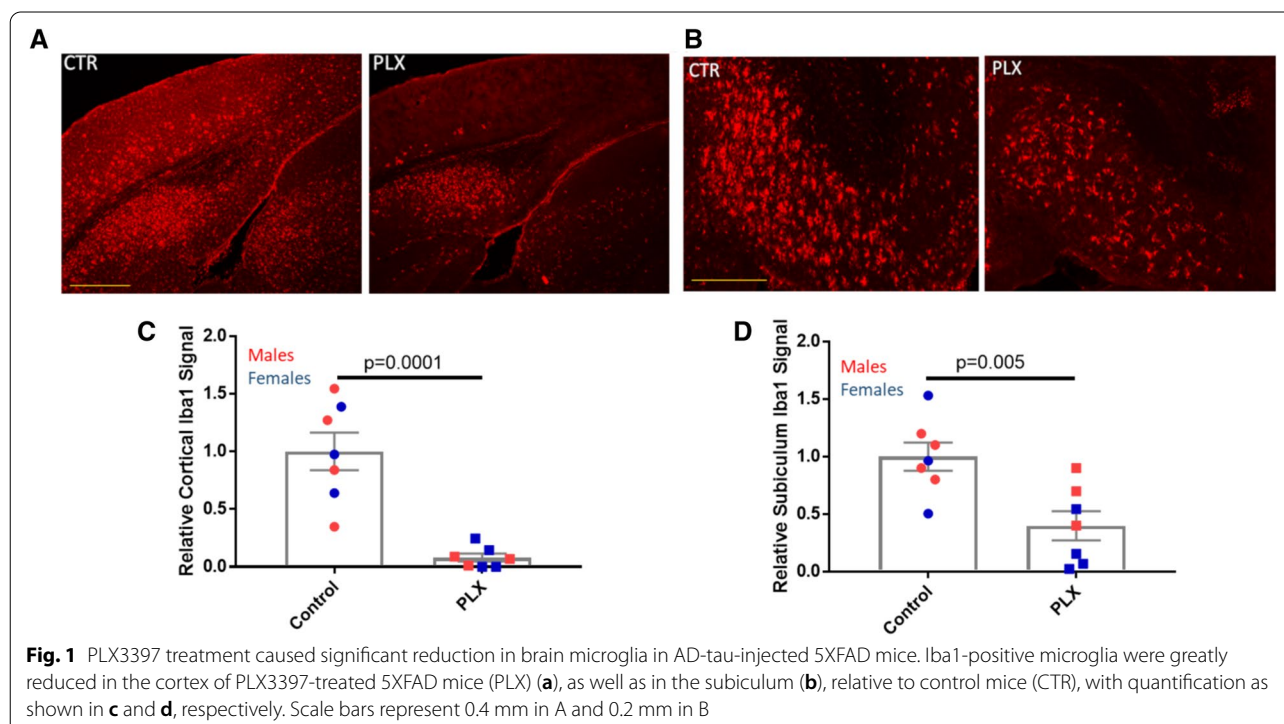 A
B
CTR
PLX
CTR
PLX
C
D
Relative Cortical Iba1 Signal
2.0
1.5
1.0
0.5
0.0
Males
Females
p=0.0001
Control
PLX
Relative Subiculum Iba1 Signal
2.0
1.5
1.0
0.5
0.0
Males
Females
p=0.005
Control
PLX
Fig. 1 PLX3397 treatment caused significant reduction in brain microglia in AD-tau-injected 5XFAD mice. Iba1-positive microglia were greatly
reduced in the cortex of PLX3397-treated 5XFAD mice (PLX) (a), as well as in the subiculum (b), relative to control mice (CTR), with quantification as
shown in c and d, respectively. Scale bars represent 0.4 mm in A and 0.2 mm in B